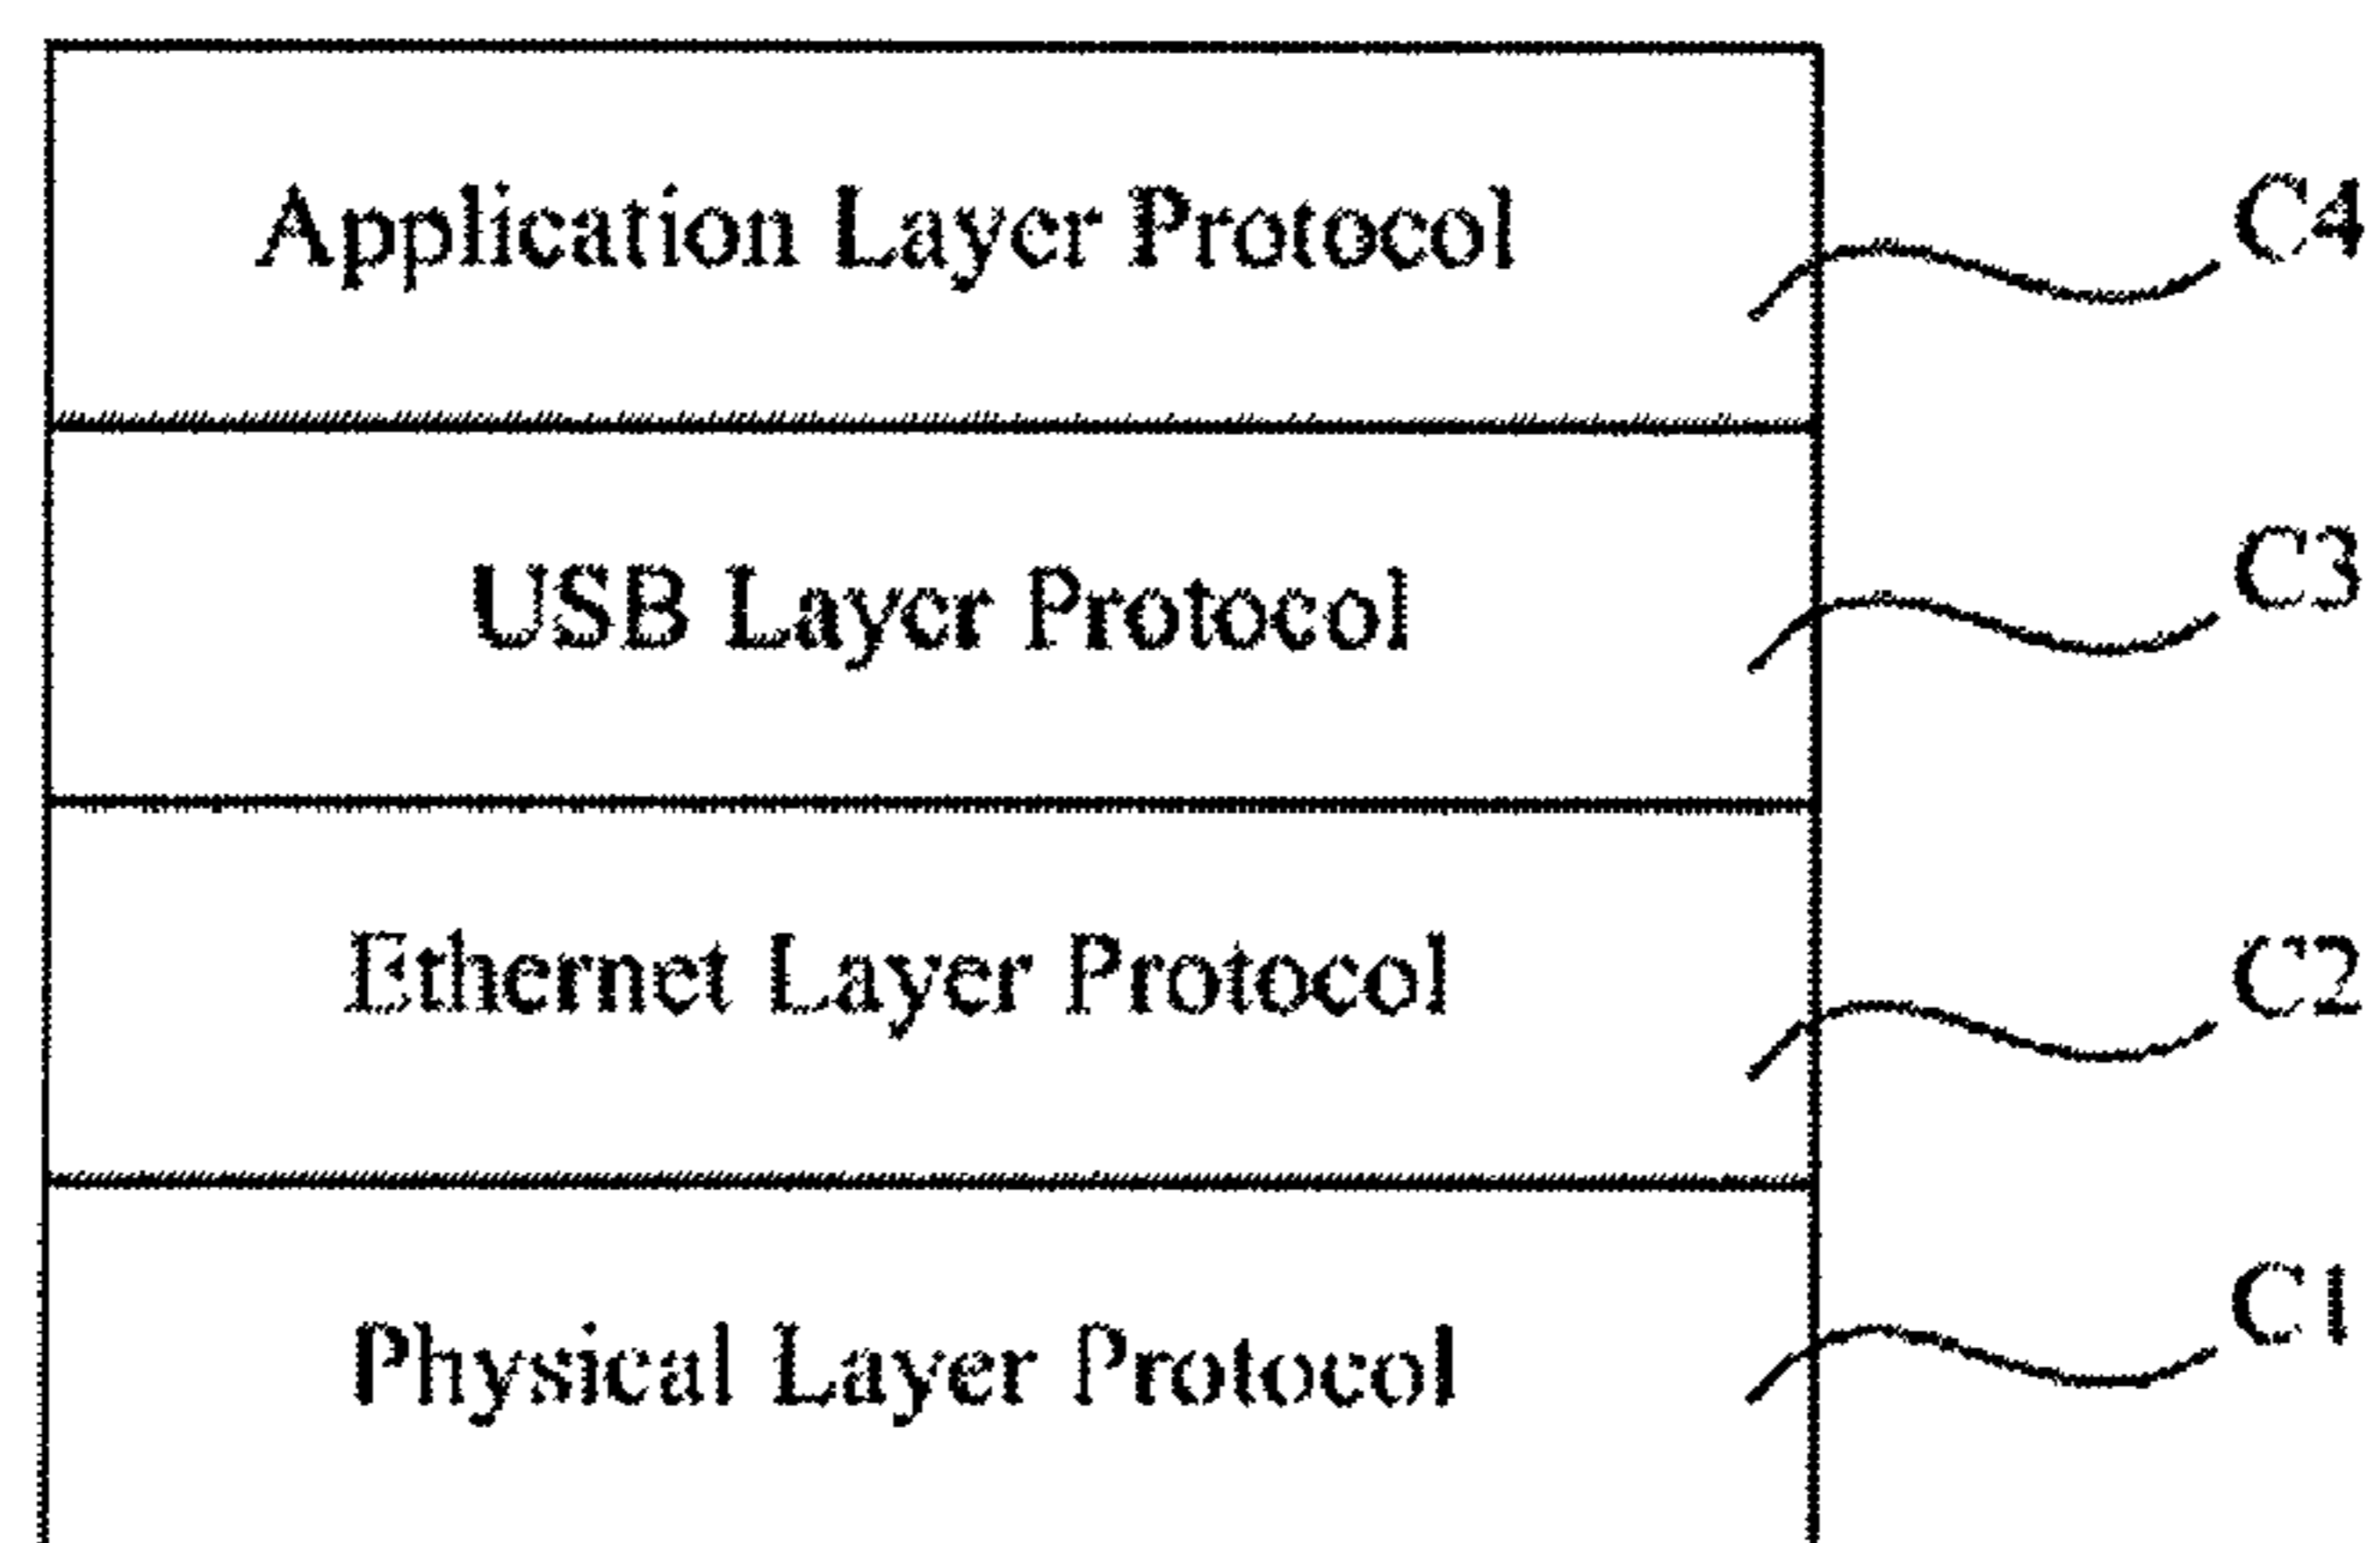 Application Layer Protocol
C4
USB Layer Protocol
C3
Ethernet Layer Protocol
C2
Physical Layer Protocol
C1